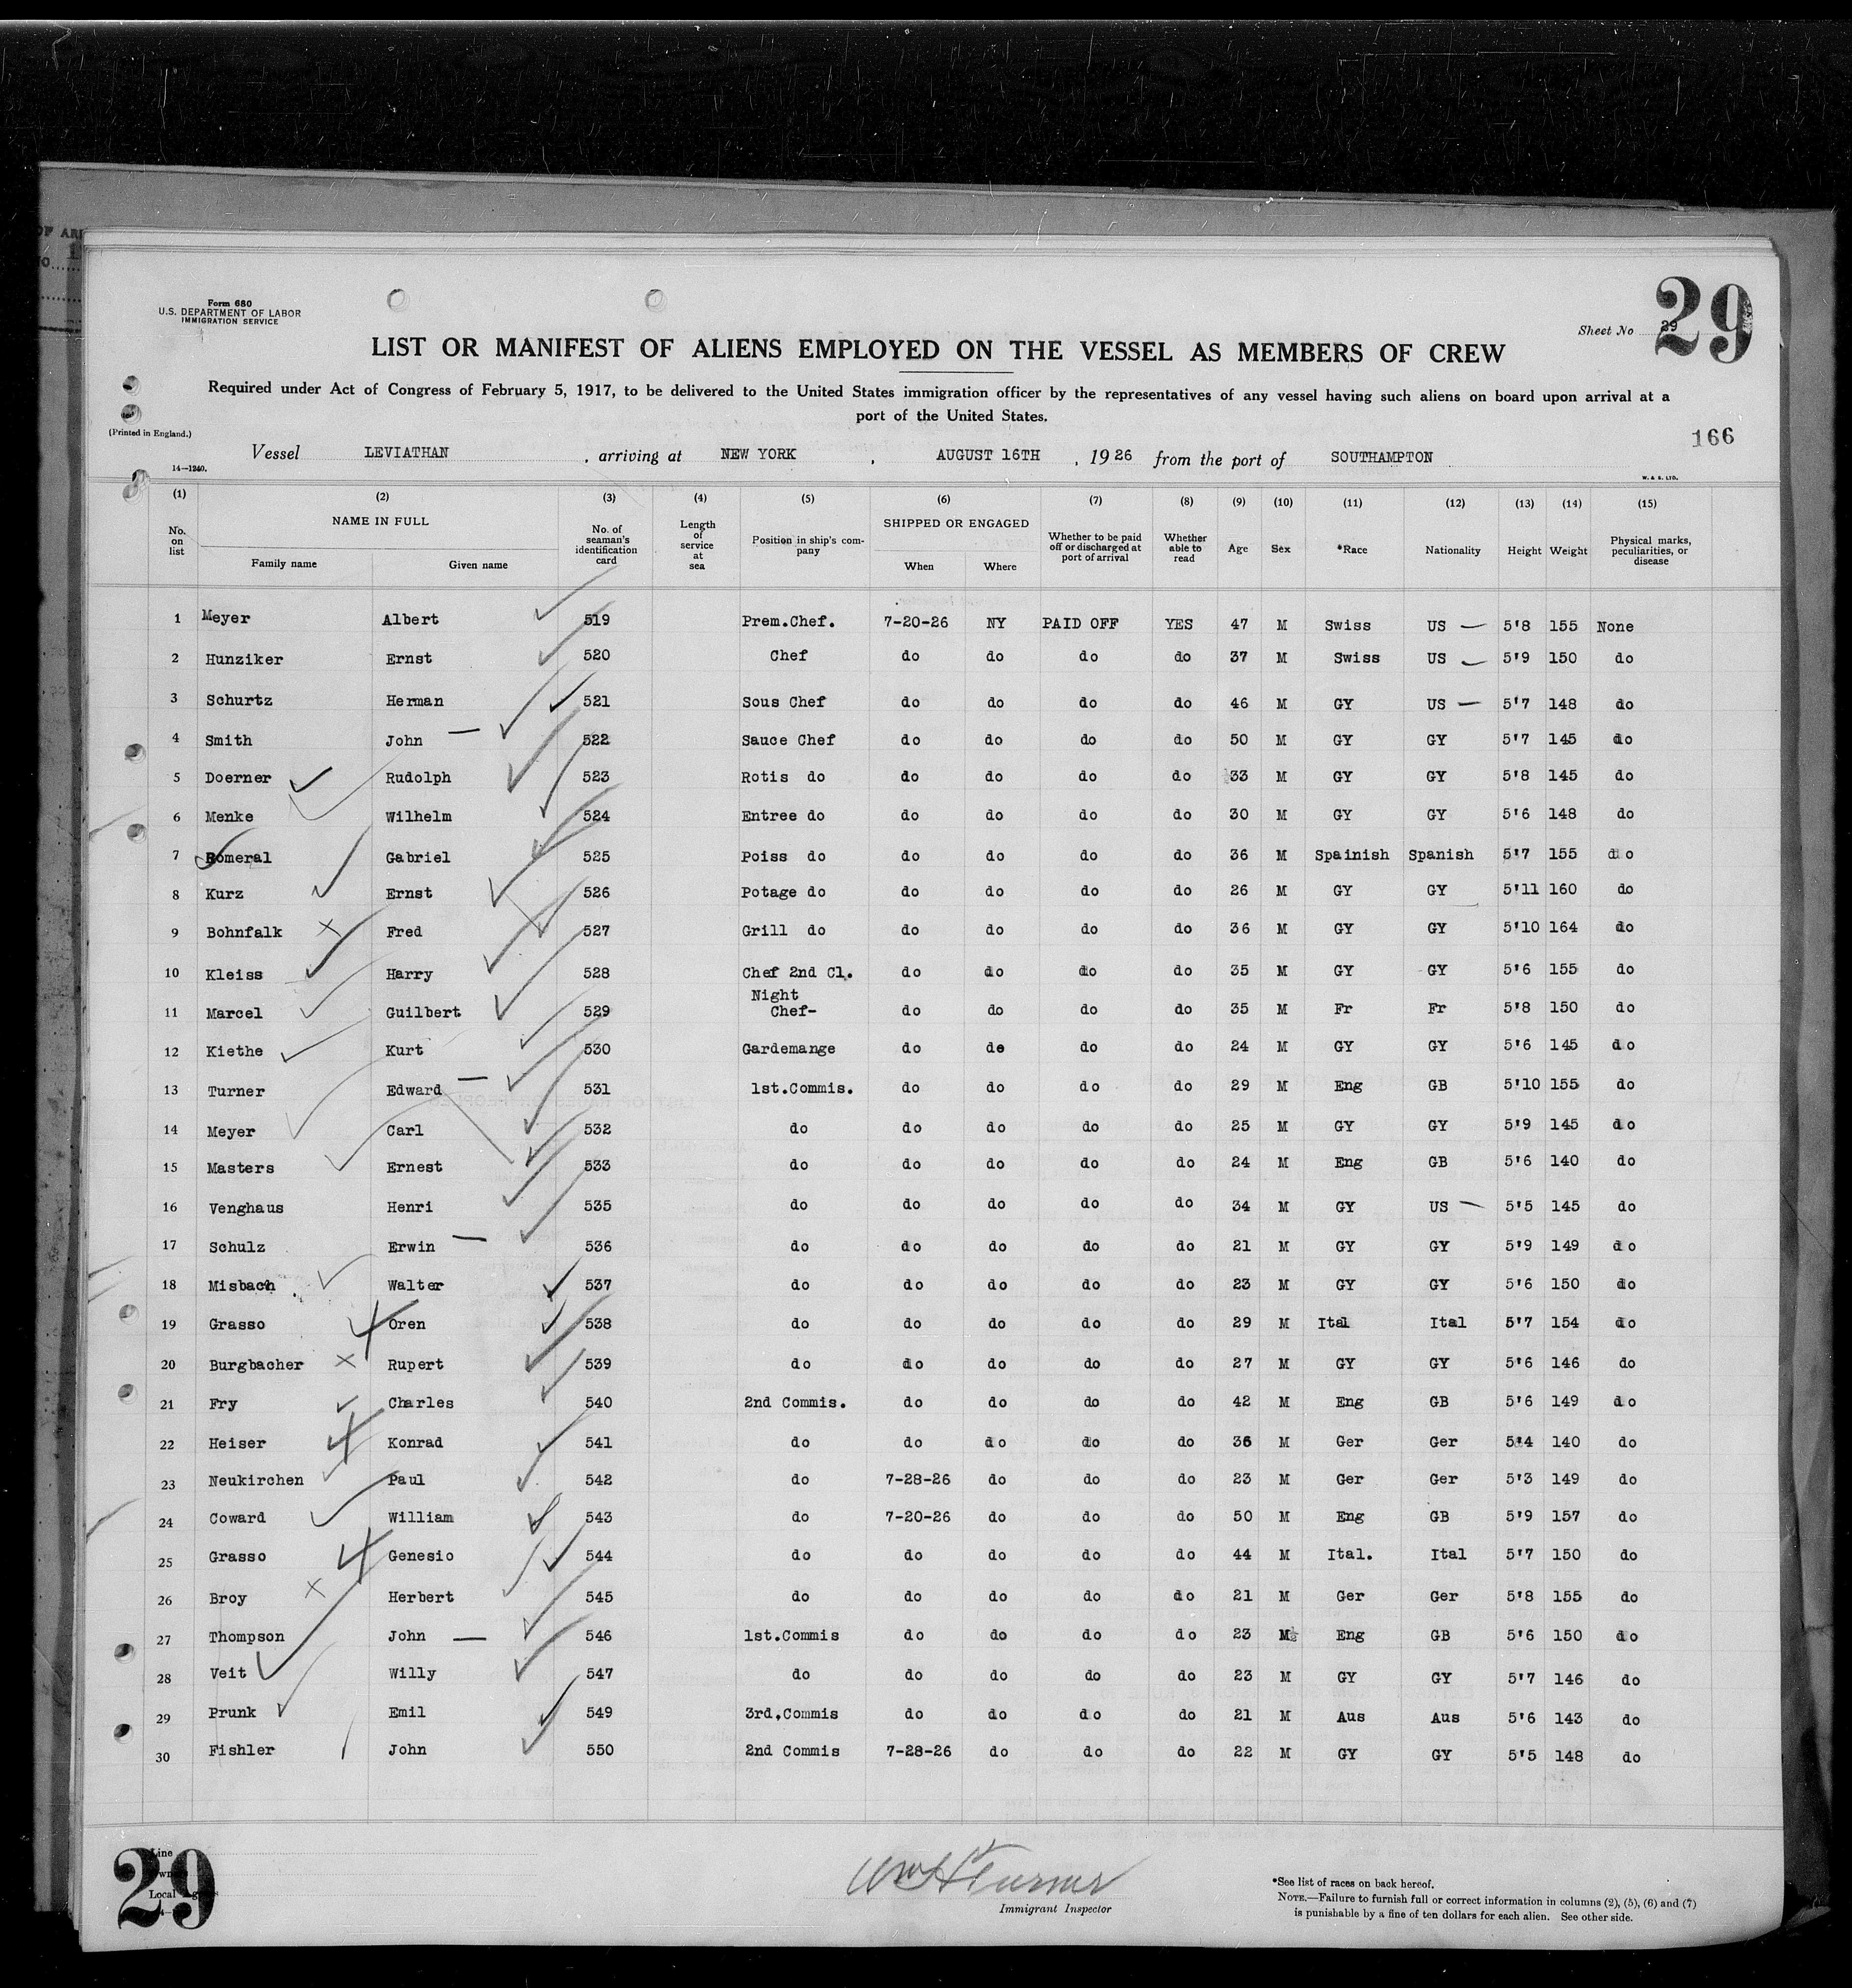 OF ARI
NO
Form 680
U.S. DEPARTMENT OF LABOR
IMMIGRATION SERVICE
Sheet No 29
29
LIST OR MANIFEST OF ALIENS EMPLOYED ON THE VESSEL AS MEMBERS OF CREW
Required under Act of Congress of February 5, 1917, to be delivered to the United States immigration officer by the representatives of any vessel having such aliens on board upon arrival at a
port of the United States.
(Printed in England.)
166
Vessel LEVIATHAN, arriving at NEW YORK, AUGUST 16TH, 1926 from the port of SOUTHAMPTON
14—1240.
W. & S. LTD.
(1) (2) (3) (4) (5) (6) (7) (8) (9) (10) (11) (12) (13) (14) (15)
No. on list NAME IN FULL Family name Given name No. of seaman's identification card Length of service at sea Position in ship's company SHIPPED OR ENGAGED When Where Whether to be paid off or discharged at port of arrival Whether able to read Age Sex *Race Nationality Height Weight Physical marks, peculiarities, or disease
1 Meyer Albert 519 Prem.Chef. 7-20-26 NY PAID OFF YES 47 M Swiss US — 5'8 155 None
2 Hunziker Ernst 520 Chef do do do do 37 M Swiss US — 5'9 150 do
3 Schurtz Herman 521 Sous Chef do do do do 46 M GY US — 5'7 148 do
4 Smith John — 522 Sauce Chef do do do do 50 M GY GY 5'7 145 do
5 Doerner Rudolph 523 Rotis do do do do do 33 M GY GY 5'8 145 do
6 Menke Wilhelm 524 Entree do do do do do 30 M GY GY 5'6 148 do
7 Romeral Gabriel 525 Poiss do do do do do 36 M Spainish Spanish 5'7 155 do
8 Kurz Ernst 526 Potage do do do do do 26 M GY GY 5'11 160 do
9 Bohnfalk Fred 527 Grill do do do do do 36 M GY GY 5'10 164 do
10 Kleiss Harry 528 Chef 2nd Cl. do do do do 35 M GY GY 5'6 155 do
11 Marcel Guilbert 529 Night Chef- do do do do 35 M Fr Fr 5'8 150 do
12 Kiethe Kurt 530 Gardemange do de do do 24 M GY GY 5'6 145 do
13 Turner Edward — 531 1st.Commis. do do do do 29 M Eng GB 5'10 155 do
14 Meyer Carl 532 do do do do do 25 M GY GY 5'9 145 do
15 Masters Ernest 533 do do do do do 24 M Eng GB 5'6 140 do
16 Venghaus Henri 535 do do do do do 34 M GY US — 5'5 145 do
17 Schulz Erwin — 536 do do do do do 21 M GY GY 5'9 149 do
18 Misbach Walter 537 do do do do do 23 M GY GY 5'6 150 do
19 Grasso Oren 538 do do do do do 29 M Ital Ital 5'7 154 do
20 Burgbacher Rupert 539 do do do do do 27 M GY GY 5'6 146 do
21 Fry Charles 540 2nd Commis. do do do do 42 M Eng GB 5'6 149 do
22 Heiser Konrad 541 do do do do do 36 M Ger Ger 5'4 140 do
23 Neukirchen Paul 542 do 7-28-26 do do do 23 M Ger Ger 5'3 149 do
24 Coward William 543 do 7-20-26 do do do 50 M Eng GB 5'9 157 do
25 Grasso Genesio 544 do do do do do 44 M Ital. Ital 5'7 150 do
26 Broy Herbert 545 do do do do do 21 M Ger Ger 5'8 155 do
27 Thompson John — 546 1st.Commis do do do do 23 M Eng GB 5'6 150 do
28 Veit Willy 547 do do do do do 23 M GY GY 5'7 146 do
29 Prunk Emil 549 3rd.Commis do do do do 21 M Aus Aus 5'6 143 do
30 Fishler John 550 2nd Commis 7-28-26 do do do 22 M GY GY 5'5 148 do
29
Line
Local
Wm H Turner
Immigrant Inspector
*See list of races on back hereof.
NOTE.—Failure to furnish full or correct information in columns (2), (5), (6) and (7)
is punishable by a fine of ten dollars for each alien. See other side.